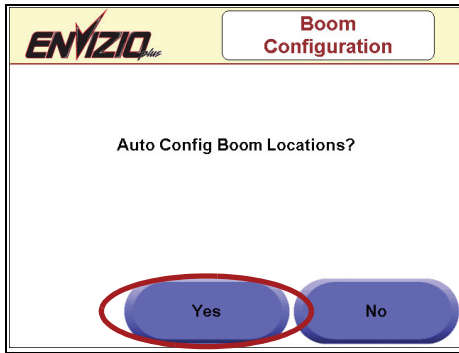 ENVIZIO plus
Boom
Configuration
Auto Config Boom Locations?
Yes
No